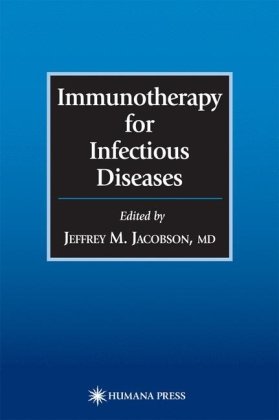 Immunotherapy
for
Infectious
Diseases
Edited by
JEFFREY M. JACOBSON, MD
HUMANA PRESS